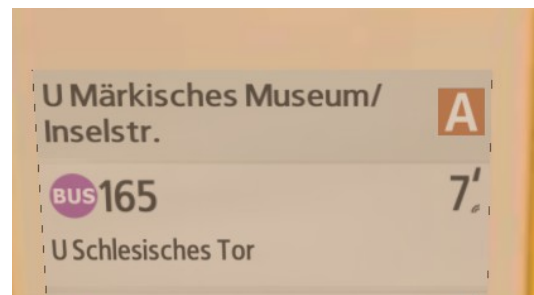 U Märkisches Museum/
Inselstr.
A
BUS 165 7'
U Schlesisches Tor